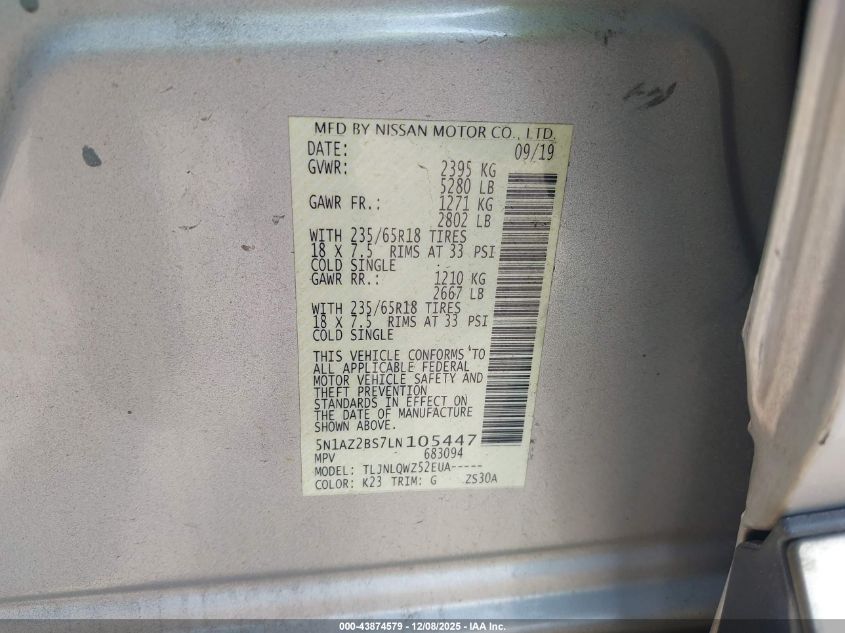 MFD BY NISSAN MOTOR CO., LTD.
DATE: 09/19
GVWR: 2395 KG
5280 LB
GAWR FR.: 1271 KG
2802 LB
WITH 235/65R18 TIRES
18 X 7.5 RIMS AT 33 PSI
COLD SINGLE
GAWR RR.: 1210 KG
2667 LB
WITH 235/65R18 TIRES
18 X 7.5 RIMS AT 33 PSI
COLD SINGLE
THIS VEHICLE CONFORMS TO
ALL APPLICABLE FEDERAL
MOTOR VEHICLE SAFETY AND
THEFT PREVENTION
STANDARDS IN EFFECT ON
THE DATE OF MANUFACTURE
SHOWN ABOVE.
5N1AZ2BS7LN105447
MPV 683094
MODEL: TLJNLQWZ52EUA-----
COLOR: K23 TRIM: G ZS30A
000-43874579 - 12/08/2025 - IAA Inc.